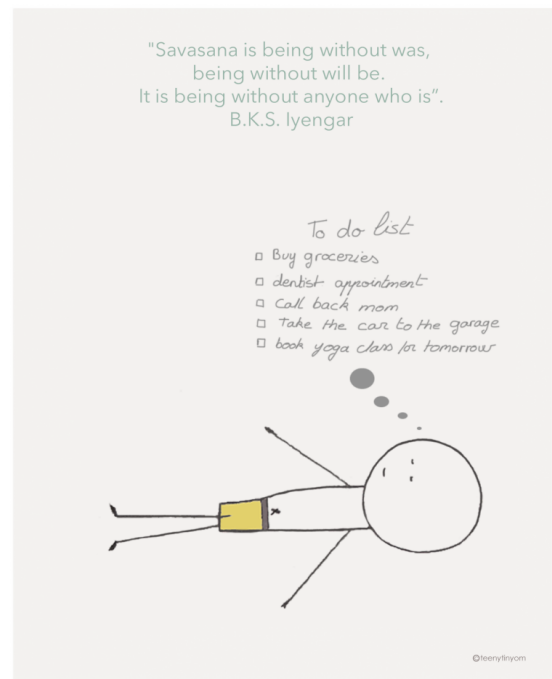 "Savasana is being without was,
being without will be.
It is being without anyone who is”.
B.K.S. Iyengar
To do list
Buy groceries
dentist appointment
Call back mom
Take the car to the garage
book yoga class for tomorrow
©teenytinyom